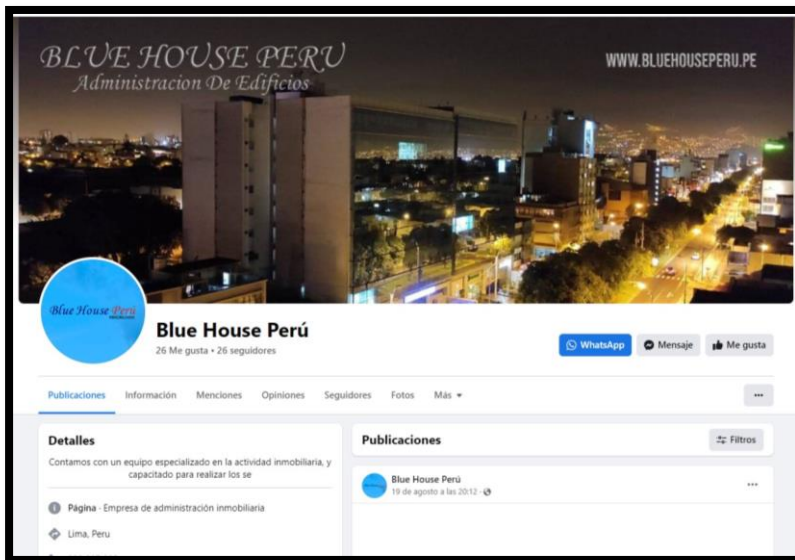 BLUE HOUSE PERU
Administracion De Edificios
WWW.BLUEHOUSEPERU.PE
Blue House Perú
Blue House Perú
26 Me gusta • 26 seguidores
WhatsApp
Mensaje
Me gusta
Publicaciones
Información
Menciones
Opiniones
Seguidores
Fotos
Más
Detalles
Contamos con un equipo especializado en la actividad inmobiliaria, y
capacitado para realizar los se
Página · Empresa de administración inmobiliaria
Lima, Peru
Publicaciones
Filtros
Blue House Perú
19 de agosto a las 20:12 ·